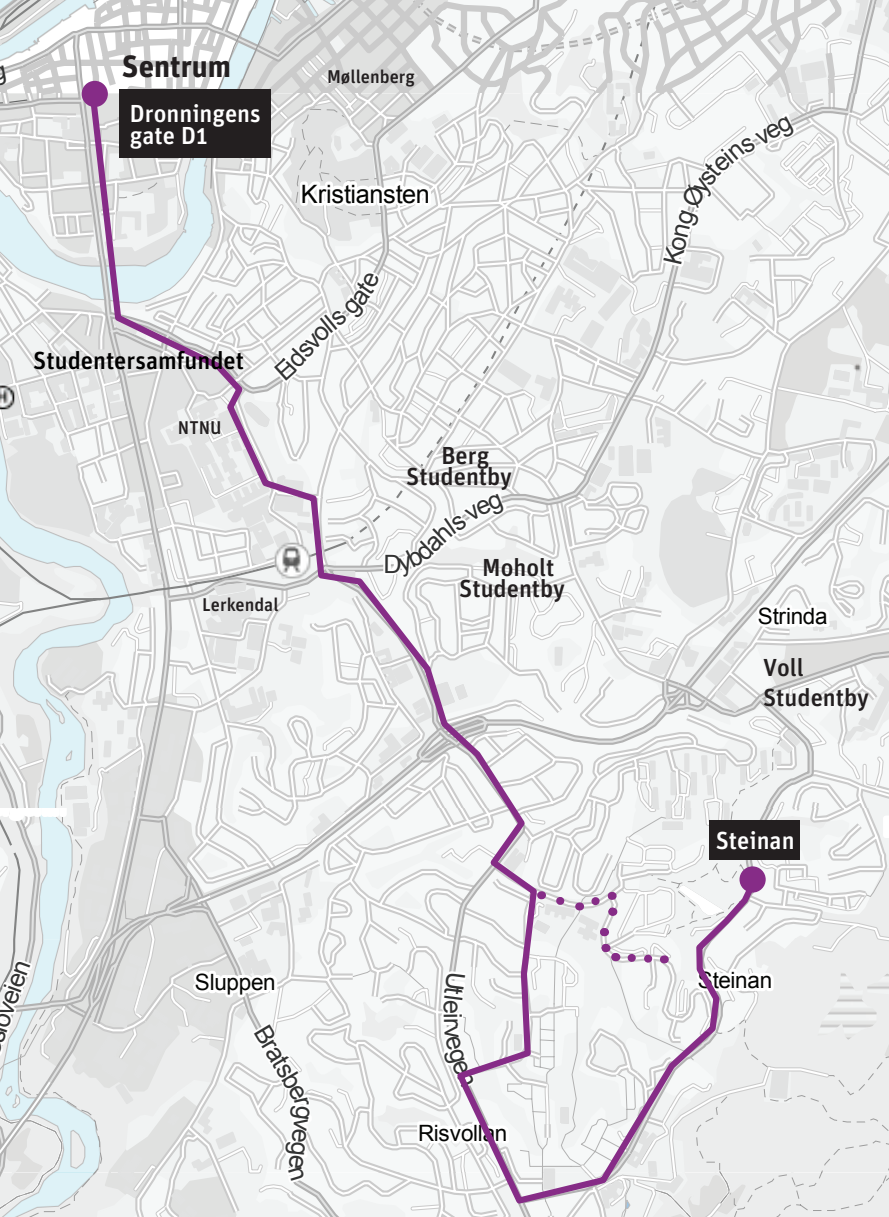 Sentrum
Dronningens
gate D1
Møllenberg
Kristiansten
Kong Øysteins veg
Eidsvolls gate
Studentersamfundet
NTNU
Berg
Studentby
Dybdahls veg
Moholt
Studentby
Lerkendal
Strinda
Voll
Studentby
Steinan
Sluppen
Steinan
Utleirvegen
Bratsbergvegen
Risvollan